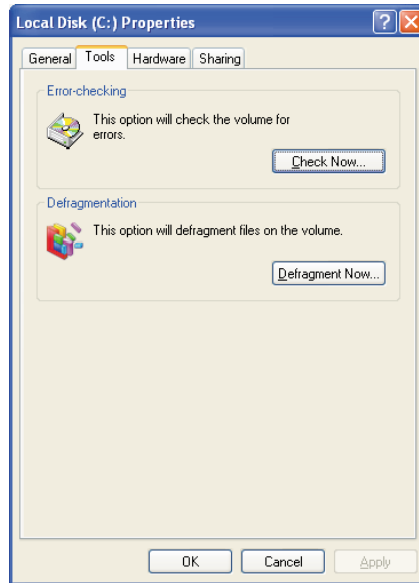 Local Disk (C:) Properties
General Tools Hardware Sharing
Error-checking
This option will check the volume for
errors.
Check Now...
Defragmentation
This option will defragment files on the volume.
Defragment Now...
OK Cancel Apply